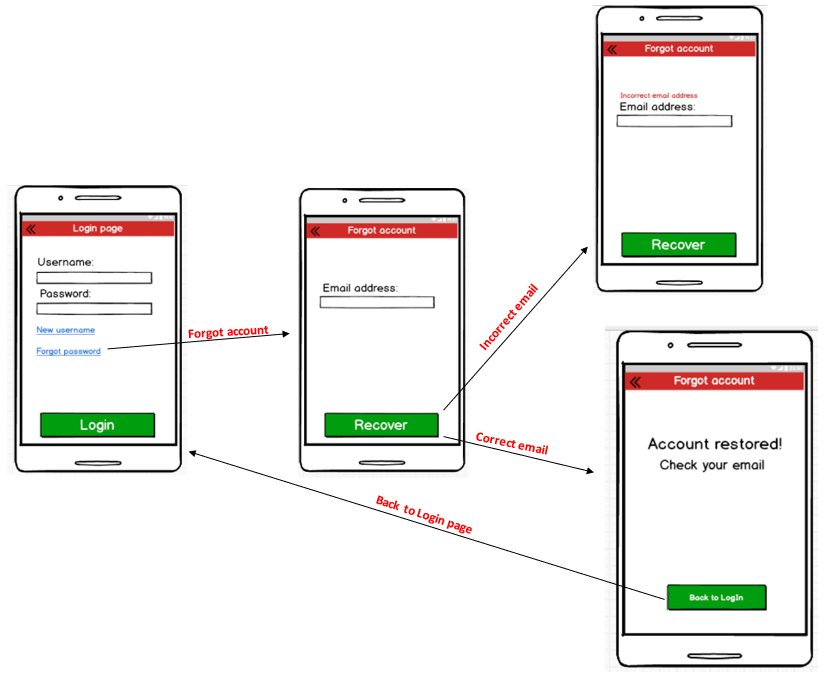 Login page
Username:
Password:
New username
Forgot password
Login
Forgot account
Forgot account
Email address:
Recover
Incorrect email
Correct email
Forgot account
Incorrect email address
Email address:
Recover
Forgot account
Account restored!
Check your email
Back to LogIn
Back to Login page